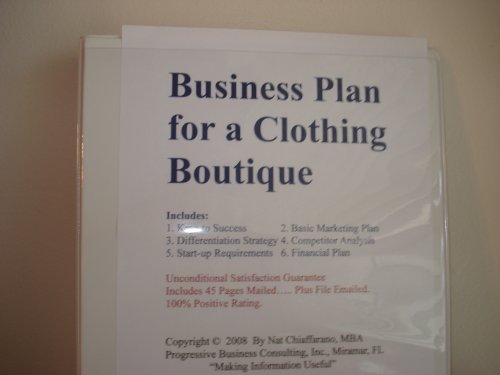 Business Plan
for a Clothing
Boutique
Includes:
1. Keys to Success 2. Basic Marketing Plan
3. Differentiation Strategy 4. Competitor Analysis
5. Start-up Requirements 6. Financial Plan
Unconditional Satisfaction Guarantee
Includes 45 Pages Mailed..... Plus File Emailed.
100% Positive Rating.
Copyright © 2008 By Nat Chiaffarano, MBA
Progressive Business Consulting, Inc., Miramar, FL
"Making Information Useful"